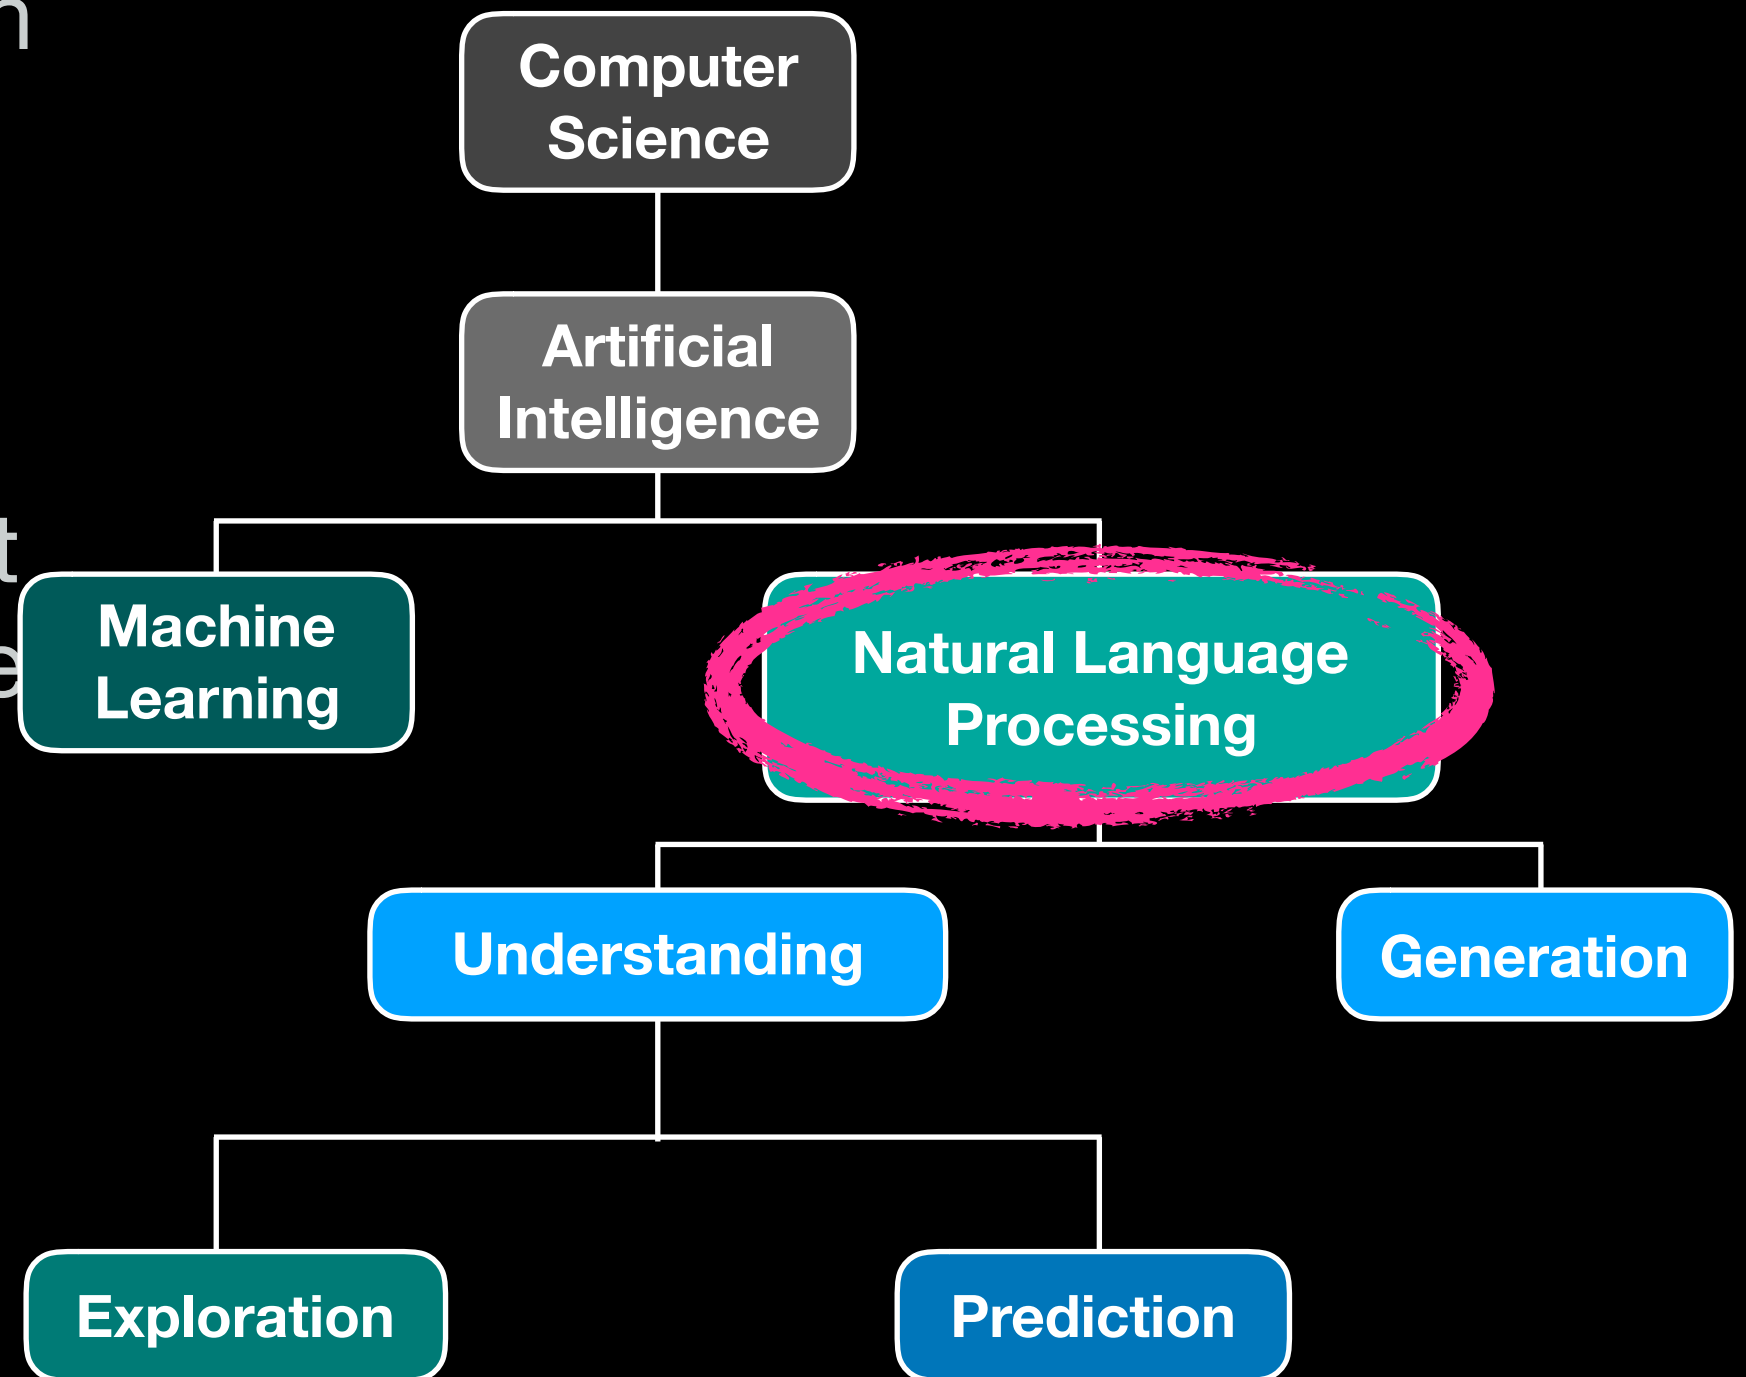 Computer
Science
Artificial
Intelligence
Machine
Learning
Natural Language
Processing
Understanding
Generation
Exploration
Prediction